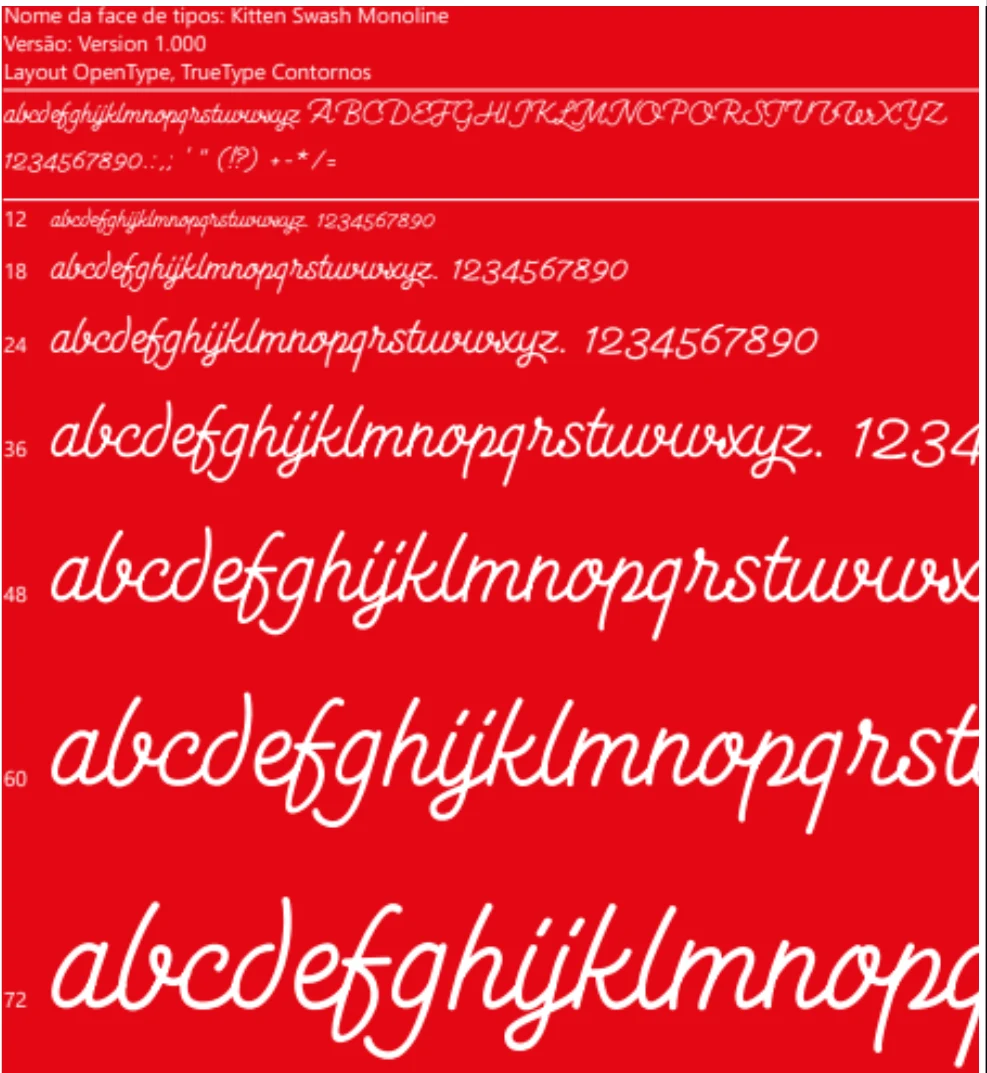 Nome da face de tipos: Kitten Swash Monoline
Versão: Version 1.000
Layout OpenType, TrueType Contornos
abcdefghijklmnopqrstuvwxyz ABCDEFGHIJKLMNOPQRSTUVWXYZ
1234567890.:,; ' " (!?) +-*/=
12 abcdefghijklmnopqrstuvwxyz. 1234567890
18 abcdefghijklmnopqrstuvwxyz. 1234567890
24 abcdefghijklmnopqrstuvwxyz. 1234567890
36 abcdefghijklmnopqrstuvwxyz. 1234
48 abcdefghijklmnopqrstuvwx
60 abcdefghijklmnopqrst
72 abcdefghijklmnopq